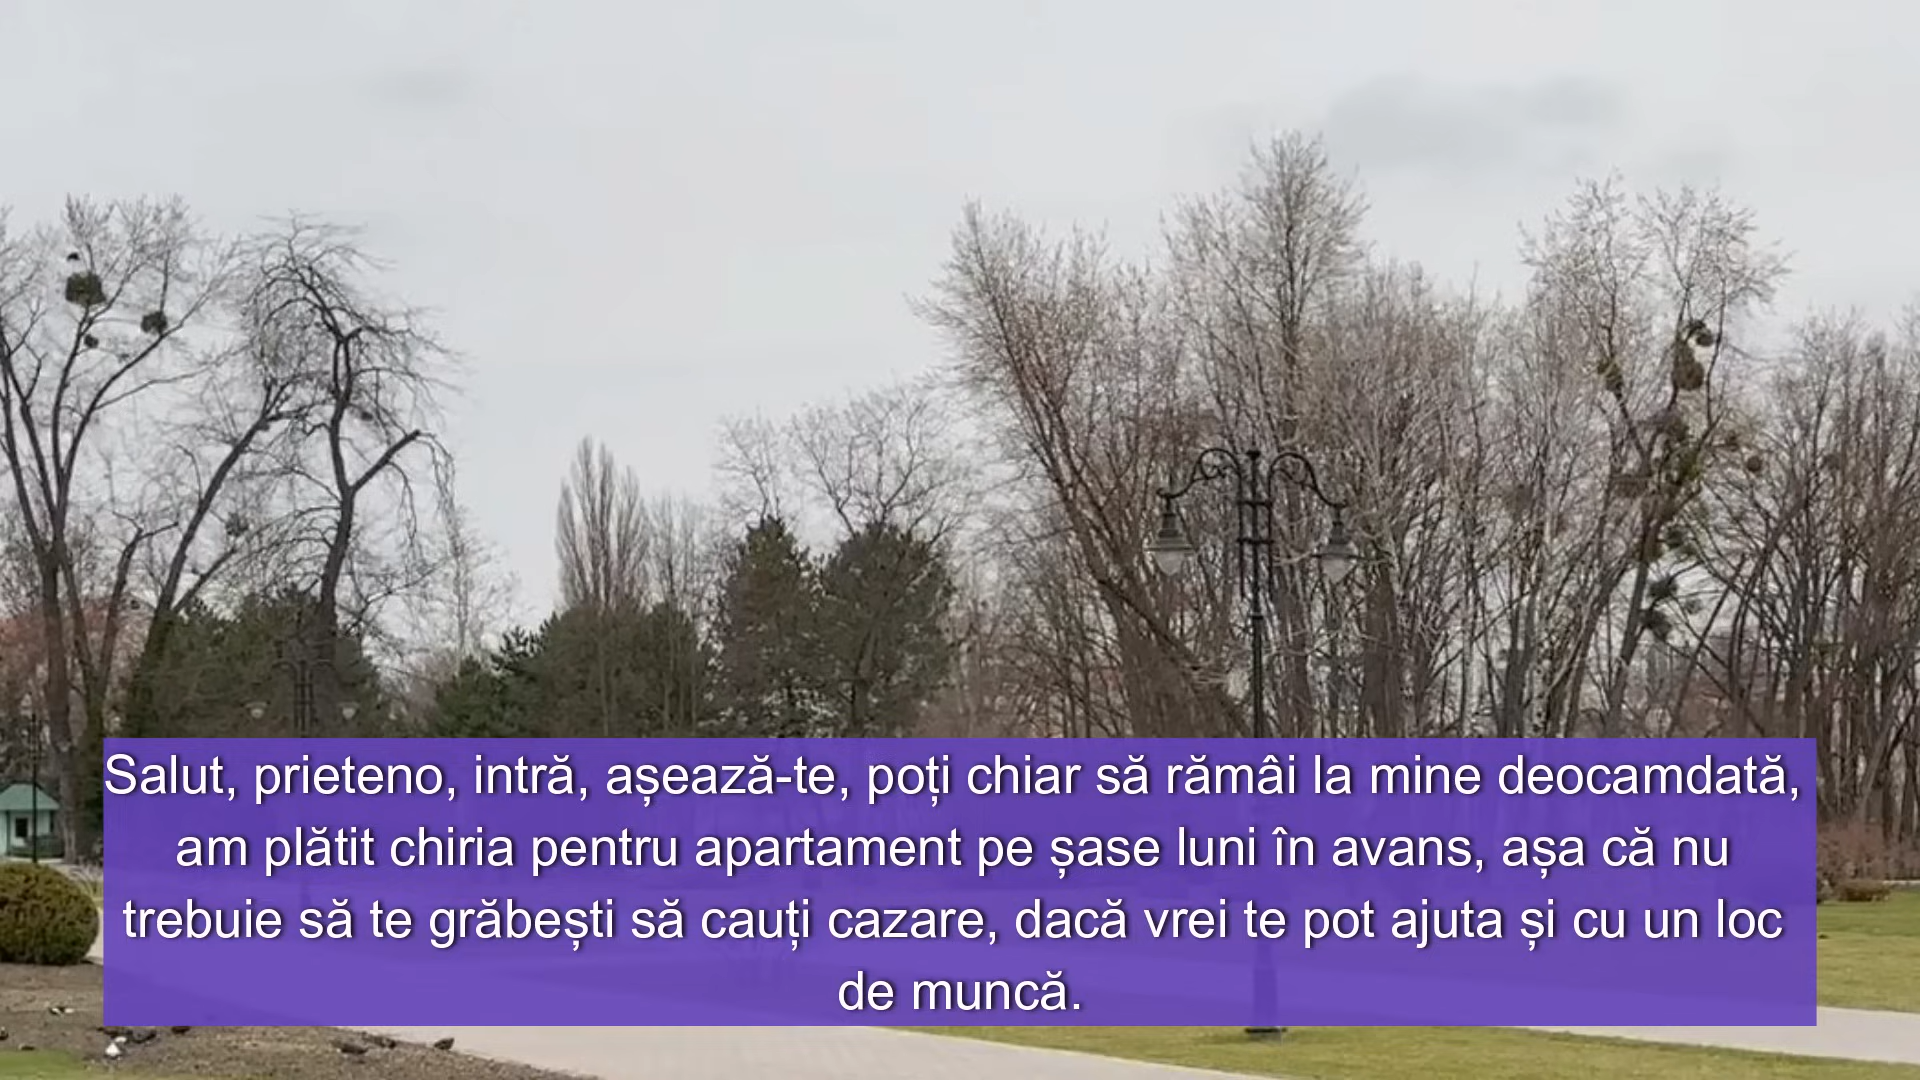 Salut, prieteno, intră, așează-te, poți chiar să rămâi la mine deocamdată,
am plătit chiria pentru apartament pe șase luni în avans, așa că nu
trebuie să te grăbești să cauți cazare, dacă vrei te pot ajuta și cu un loc
de muncă.